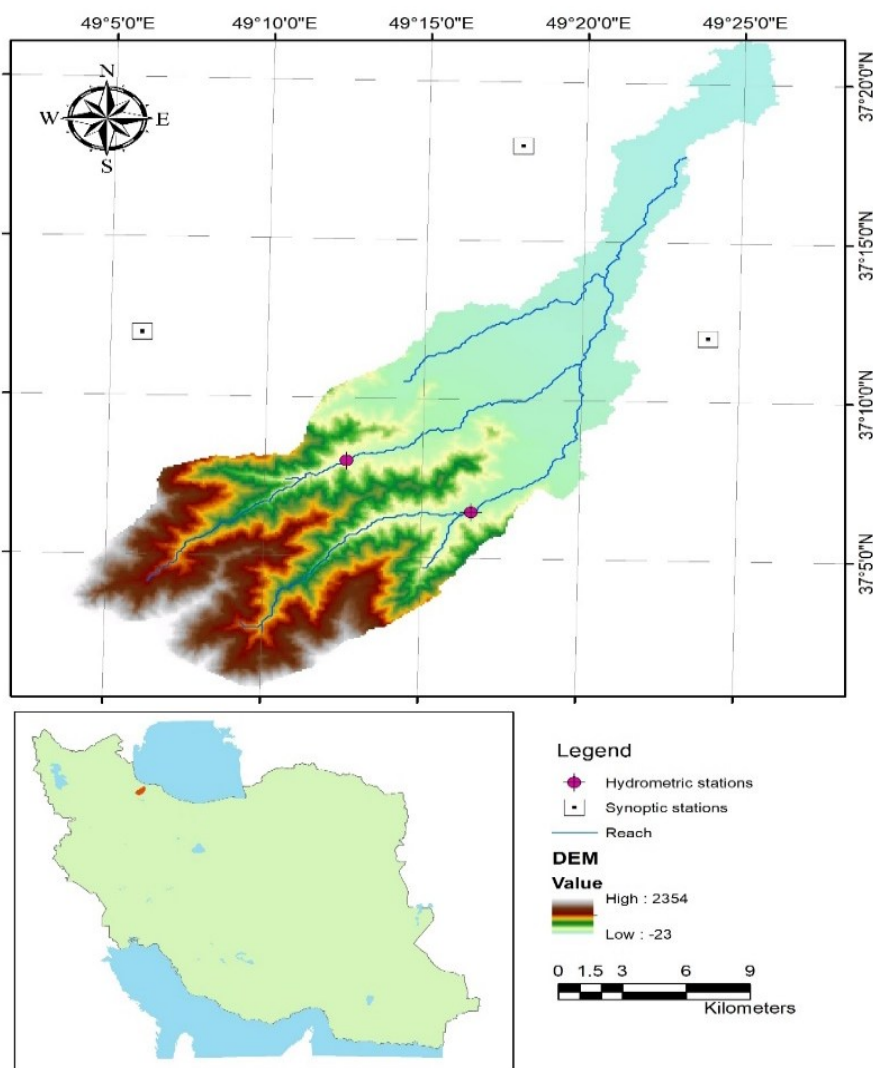 49°5'0"E 49°10'0"E 49°15'0"E 49°20'0"E 49°25'0"E
N
W E
S
37°20'0"N
37°15'0"N
37°10'0"N
37°5'0"N
Legend
Hydrometric stations
Synoptic stations
Reach
DEM
Value
High : 2354
Low : -23
0 1.5 3 6 9
Kilometers